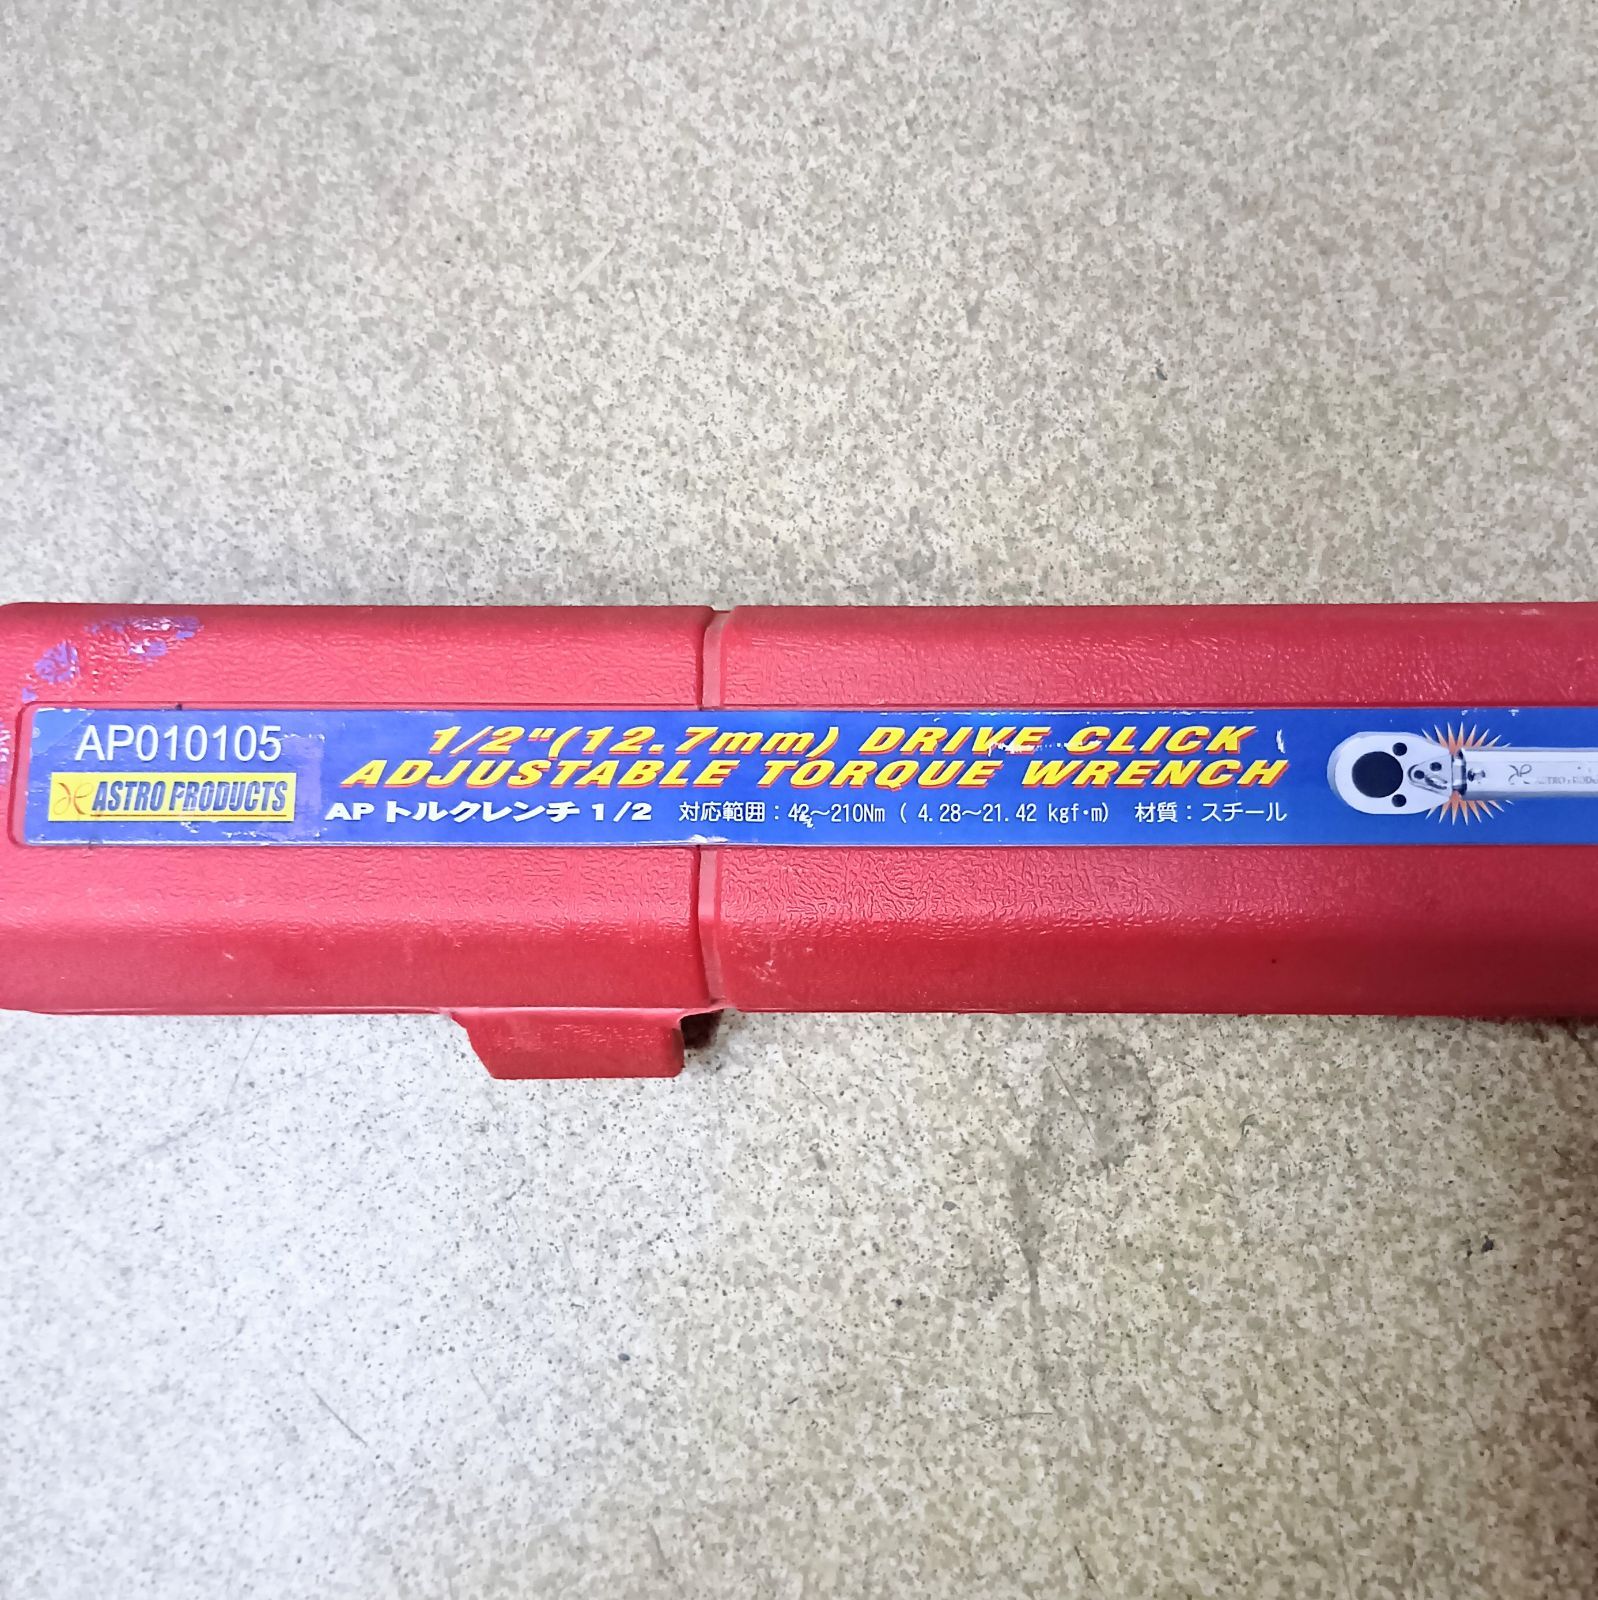 AP010105
ASTRO PRODUCTS
1/2"(12.7mm) DRIVE CLICK
ADJUSTABLE TORQUE WRENCH
AP トルクレンチ 1/2 対応範囲：42～210Nm ( 4.28～21.42 kgf･m) 材質：スチール